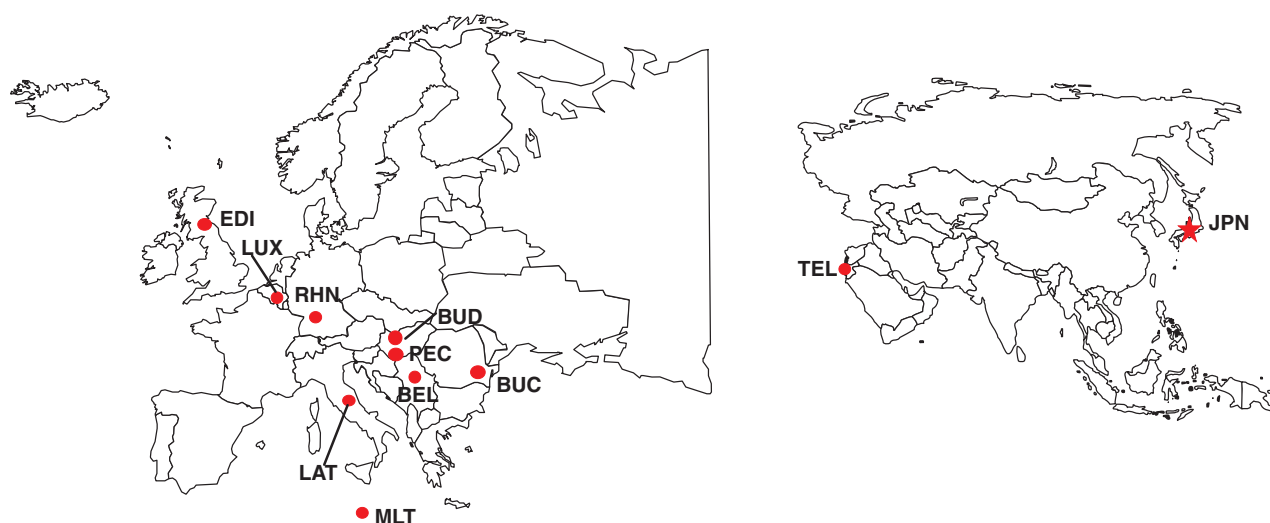 EDI
LUX
RHN
BUD
PEC
BEL
BUC
LAT
MLT
TEL
JPN